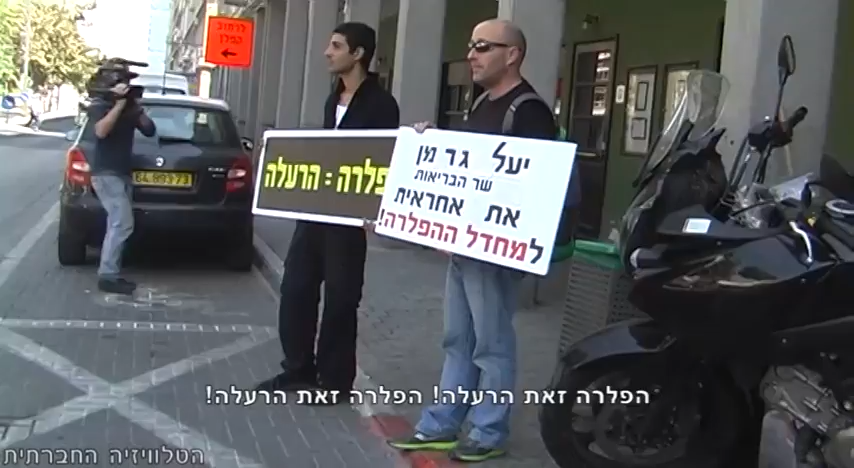 לרחוב
הפלך
פלרה = הרעלה
יעל גרמן
שר הבריאות
את אחראית
למחדל ההפלרה!
הפלרה זאת הרעלה! הפלרה זאת הרעלה!
הטלוויזיה החברתית